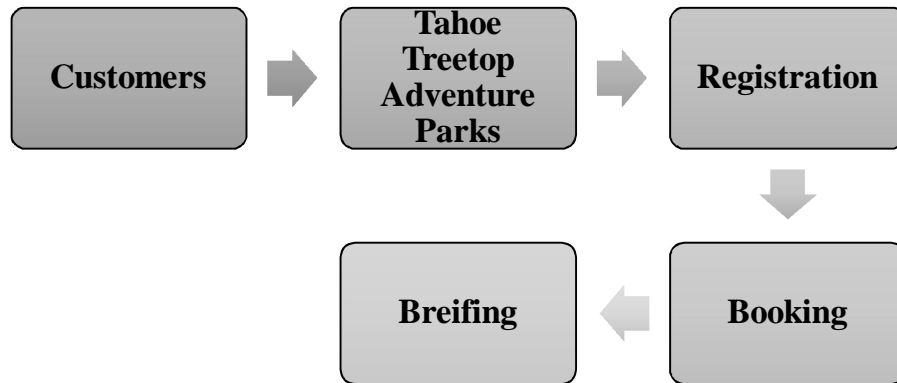 Customers
Tahoe
Treetop
Adventure
Parks
Registration
Booking
Breifing